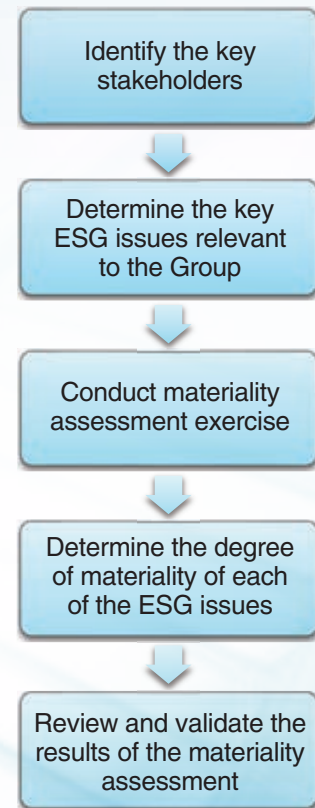 Identify the key
stakeholders
Determine the key
ESG issues relevant
to the Group
Conduct materiality
assessment exercise
Determine the degree
of materiality of each
of the ESG issues
Review and validate the
results of the materiality
assessment